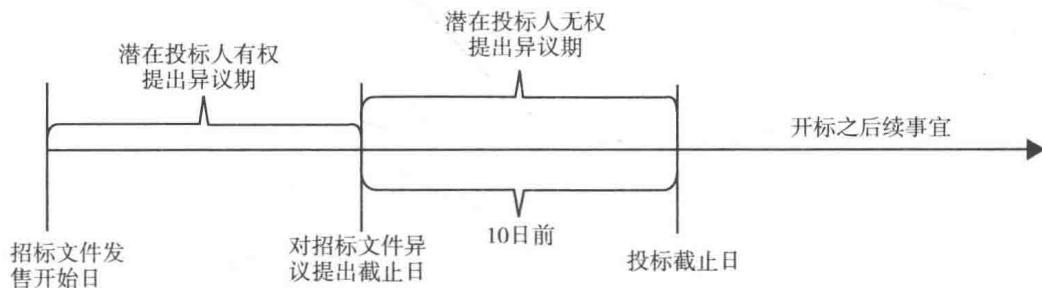 潜在投标人有权
提出异议期
潜在投标人无权
提出异议期
开标之后续事宜
招标文件发
售开始日
对招标文件异
议提出截止日
10日前
投标截止日